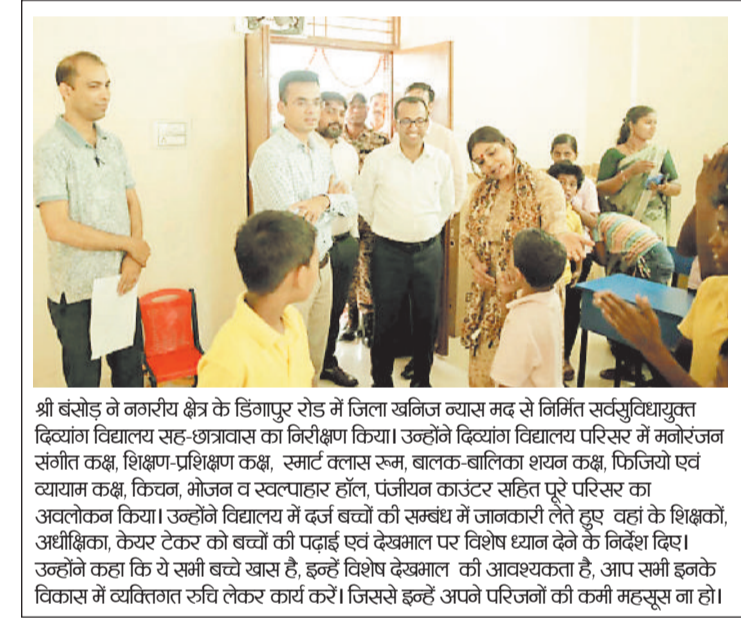 श्री बंसोड़ ने नगरीय क्षेत्र के डिंगापुर रोड में जिला खनिज न्यास मद से निर्मित सर्वसुविधायुक्त
दिव्यांग विद्यालय सह-छात्रावास का निरीक्षण किया। उन्होंने दिव्यांग विद्यालय परिसर में मनोरंजन
संगीत कक्ष, शिक्षण-प्रशिक्षण कक्ष, स्मार्ट क्लास रूम, बालक-बालिका शयन कक्ष, फिजियो एवं
व्यायाम कक्ष, किचन, भोजन व स्वल्पाहार हॉल, पंजीयन काउंटर सहित पूरे परिसर का
अवलोकन किया। उन्होंने विद्यालय में दर्ज बच्चों की सम्बंध में जानकारी लेते हुए वहां के शिक्षकों,
अधीक्षिका, केयर टेकर को बच्चों की पढ़ाई एवं देखभाल पर विशेष ध्यान देने के निर्देश दिए।
उन्होंने कहा कि ये सभी बच्चे खास है, इन्हें विशेष देखभाल की आवश्यकता है, आप सभी इनके
विकास में व्यक्तिगत रुचि लेकर कार्य करें। जिससे इन्हें अपने परिजनों की कमी महसूस ना हो।